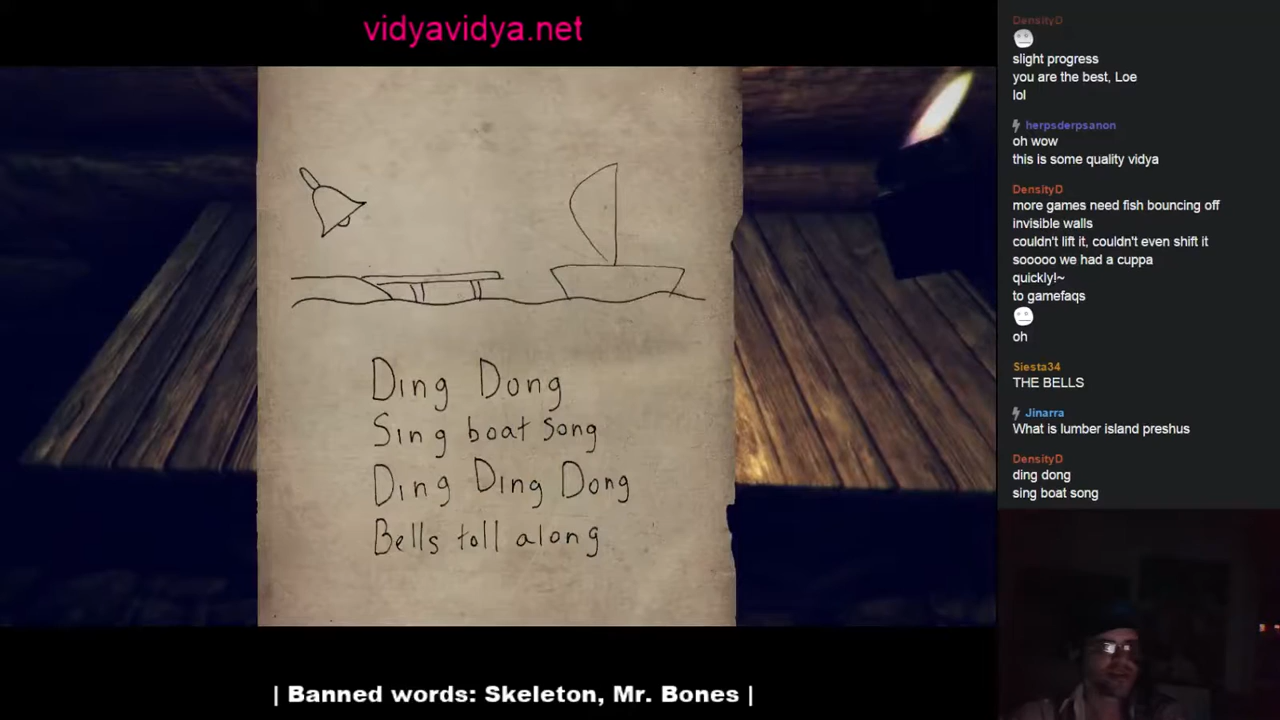 vidyavidya.net
Ding Dong
Sing boat song
Ding Ding Dong
Bells toll along
| Banned words: Skeleton, Mr. Bones |
DensityD
slight progress
you are the best, Loe
lol
herpsderpsanon
oh wow
this is some quality vidya
DensityD
more games need fish bouncing off
invisible walls
couldn't lift it, couldn't even shift it
sooooo we had a cuppa
quickly!~
to gamefaqs
oh
Siesta34
THE BELLS
Jinarra
What is lumber island preshus
DensityD
ding dong
sing boat song